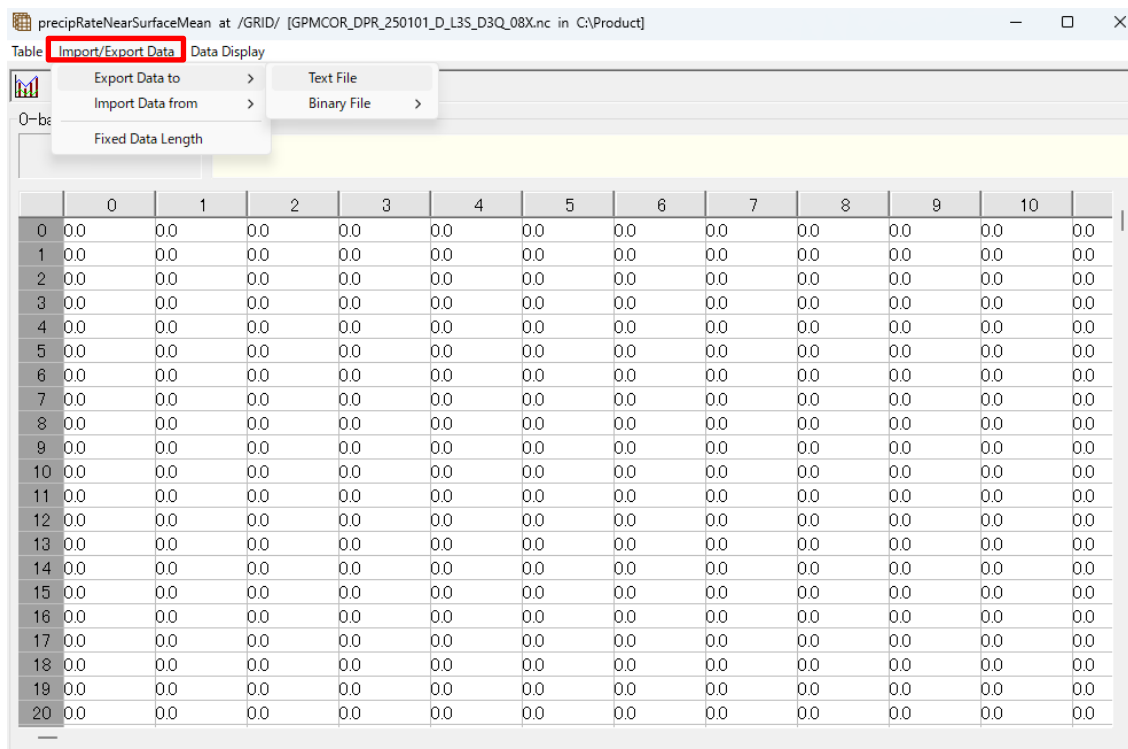 precipRateNearSurfaceMean at /GRID/ [GPMCOR_DPR_250101_D_L3S_D3Q_08X.nc in C:\Product]
Table Import/Export Data Data Display
Export Data to > Text File
Import Data from > Binary File >
Fixed Data Length
0-ba
0 1 2 3 4 5 6 7 8 9 10
0 0.0 0.0 0.0 0.0 0.0 0.0 0.0 0.0 0.0 0.0 0.0 0.0
1 0.0 0.0 0.0 0.0 0.0 0.0 0.0 0.0 0.0 0.0 0.0 0.0
2 0.0 0.0 0.0 0.0 0.0 0.0 0.0 0.0 0.0 0.0 0.0 0.0
3 0.0 0.0 0.0 0.0 0.0 0.0 0.0 0.0 0.0 0.0 0.0 0.0
4 0.0 0.0 0.0 0.0 0.0 0.0 0.0 0.0 0.0 0.0 0.0 0.0
5 0.0 0.0 0.0 0.0 0.0 0.0 0.0 0.0 0.0 0.0 0.0 0.0
6 0.0 0.0 0.0 0.0 0.0 0.0 0.0 0.0 0.0 0.0 0.0 0.0
7 0.0 0.0 0.0 0.0 0.0 0.0 0.0 0.0 0.0 0.0 0.0 0.0
8 0.0 0.0 0.0 0.0 0.0 0.0 0.0 0.0 0.0 0.0 0.0 0.0
9 0.0 0.0 0.0 0.0 0.0 0.0 0.0 0.0 0.0 0.0 0.0 0.0
10 0.0 0.0 0.0 0.0 0.0 0.0 0.0 0.0 0.0 0.0 0.0 0.0
11 0.0 0.0 0.0 0.0 0.0 0.0 0.0 0.0 0.0 0.0 0.0 0.0
12 0.0 0.0 0.0 0.0 0.0 0.0 0.0 0.0 0.0 0.0 0.0 0.0
13 0.0 0.0 0.0 0.0 0.0 0.0 0.0 0.0 0.0 0.0 0.0 0.0
14 0.0 0.0 0.0 0.0 0.0 0.0 0.0 0.0 0.0 0.0 0.0 0.0
15 0.0 0.0 0.0 0.0 0.0 0.0 0.0 0.0 0.0 0.0 0.0 0.0
16 0.0 0.0 0.0 0.0 0.0 0.0 0.0 0.0 0.0 0.0 0.0 0.0
17 0.0 0.0 0.0 0.0 0.0 0.0 0.0 0.0 0.0 0.0 0.0 0.0
18 0.0 0.0 0.0 0.0 0.0 0.0 0.0 0.0 0.0 0.0 0.0 0.0
19 0.0 0.0 0.0 0.0 0.0 0.0 0.0 0.0 0.0 0.0 0.0 0.0
20 0.0 0.0 0.0 0.0 0.0 0.0 0.0 0.0 0.0 0.0 0.0 0.0